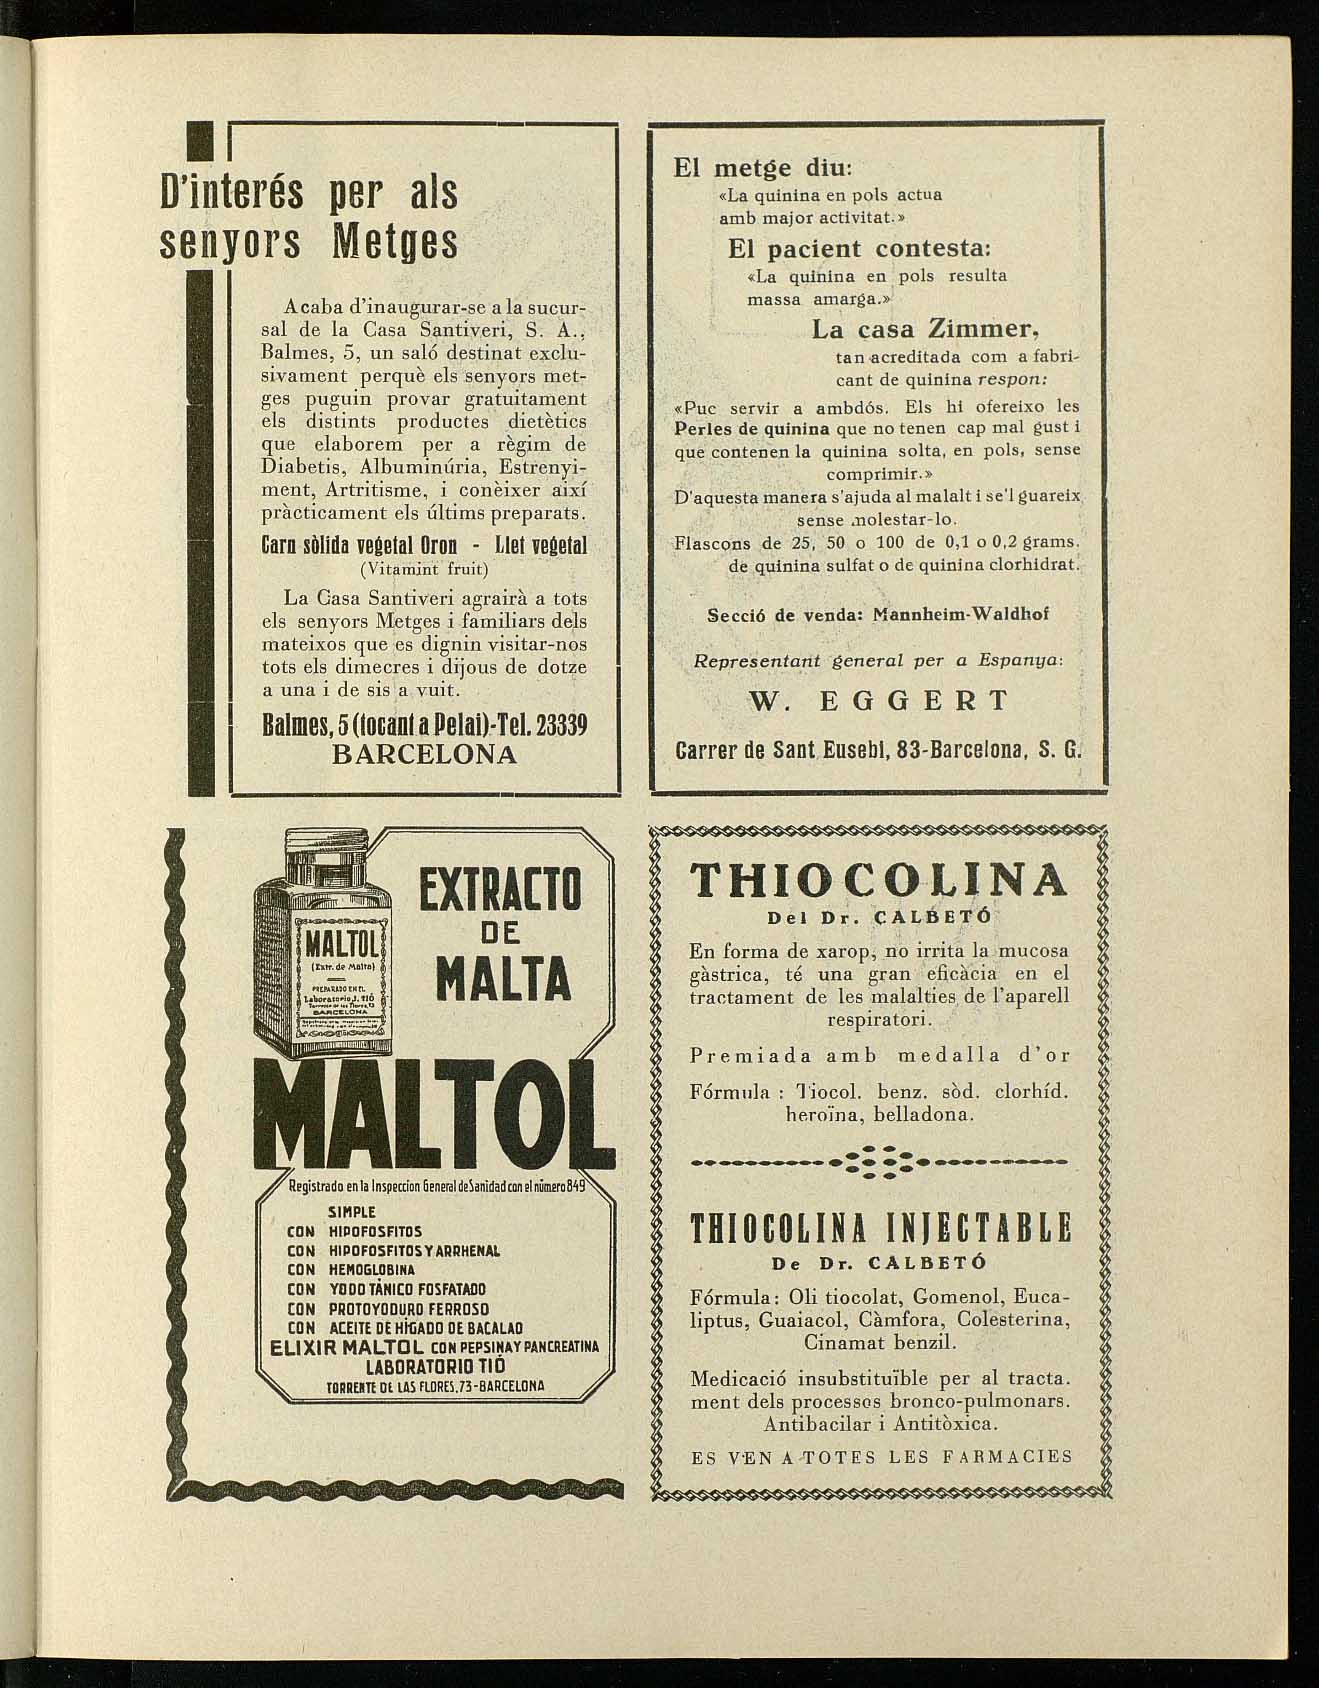 D'interés per als
senyors Metges
Acaba d'inaugurar-se a la sucur-
sal de la Casa Santiveri, S. A.,
Balmes, 5, un saló destinat exclu-
sivament perquè els senyors met-
ges puguin provar gratuitament
els distints productes dietètics
que elaborem per a règim de
Diabetis, Albuminúria, Estrenyi-
ment, Artritisme, i conèixer així
pràcticament els últims preparats.
Carn sòlida vegetal Oron - Llet vegetal
(Vitamint fruit)
La Casa Santiveri agrairà a tots
els senyors Metges i familiars dels
mateixos que es dignin visitar-nos
tots els dimecres i dijous de dotze
a una i de sis a vuit.
Balmes, 5 (tocant a Pelai)-Tel. 23339
BARCELONA
El metge diu:
«La quinina en pols actua
amb major activitat.»
El pacient contesta:
«La quinina en pols resulta
massa amarga.»
La casa Zimmer,
tan acreditada com a fabri-
cant de quinina respon:
«Puc servir a ambdós. Els hi ofereixo les
Perles de quinina que no tenen cap mal gust i
que contenen la quinina solta, en pols, sense
comprimir.»
D'aquesta manera s'ajuda al malalt i se'l guareix
sense molestar-lo.
Flascons de 25, 50 o 100 de 0,1 o 0,2 grams.
de quinina sulfat o de quinina clorhidrat.
Secció de venda: Mannheim-Waldhof
Representant general per a Espanya:
W. EGGERT
Carrer de Sant Eusebi, 83-Barcelona, S. G.
EXTRACTO
DE
MALTA
MALTOL
(Extr. de Malta)
PREPARADO EN EL
Laboratorio J. TIÓ
Torrente de las Flores, 73
BARCELONA
MALTOL
Registrado en la Inspeccion General de Sanidad con el número 849
SIMPLE
CON HIPOFOSFITOS
CON HIPOFOSFITOS Y ARRHENAL
CON HEMOGLOBINA
CON YODO TÁNICO FOSFATADO
CON PROTOYODURO FERROSO
CON ACEITE DE HÍGADO DE BACALAO
ELIXIR MALTOL CON PEPSINA Y PANCREATINA
LABORATORIO TIÓ
TORRENTE DE LAS FLORES, 73-BARCELONA
THIOCOLINA
Del Dr. CALBETÓ
En forma de xarop, no irrita la mucosa
gàstrica, té una gran eficàcia en el
tractament de les malalties de l'aparell
respiratori.
Premiada amb medalla d'or
Fórmula : Tiocol. benz. sòd. clorhíd.
heroïna, belladona.
THIOCOLINA INJECTABLE
De Dr. CALBETÓ
Fórmula: Oli tiocolat, Gomenol, Euca-
liptus, Guaiacol, Càmfora, Colesterina,
Cinamat benzil.
Medicació insubstituïble per al tracta.
ment dels processos bronco-pulmonars.
Antibacilar i Antitòxica.
ES VEN A TOTES LES FARMACIES